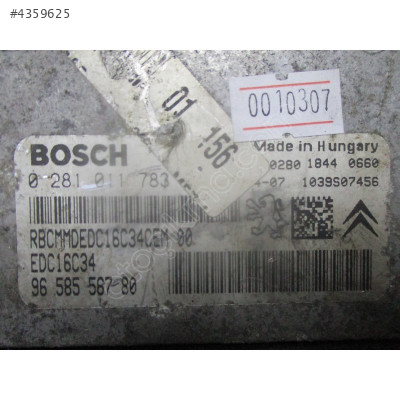 #4359625
0010307
01 156
BOSCH
Made in Hungary
0 281 011 783
0280 1844 0660
-07 1039S07456
RBCMMDEDC16C34CEM 00
EDC16C34
96 585 567 80